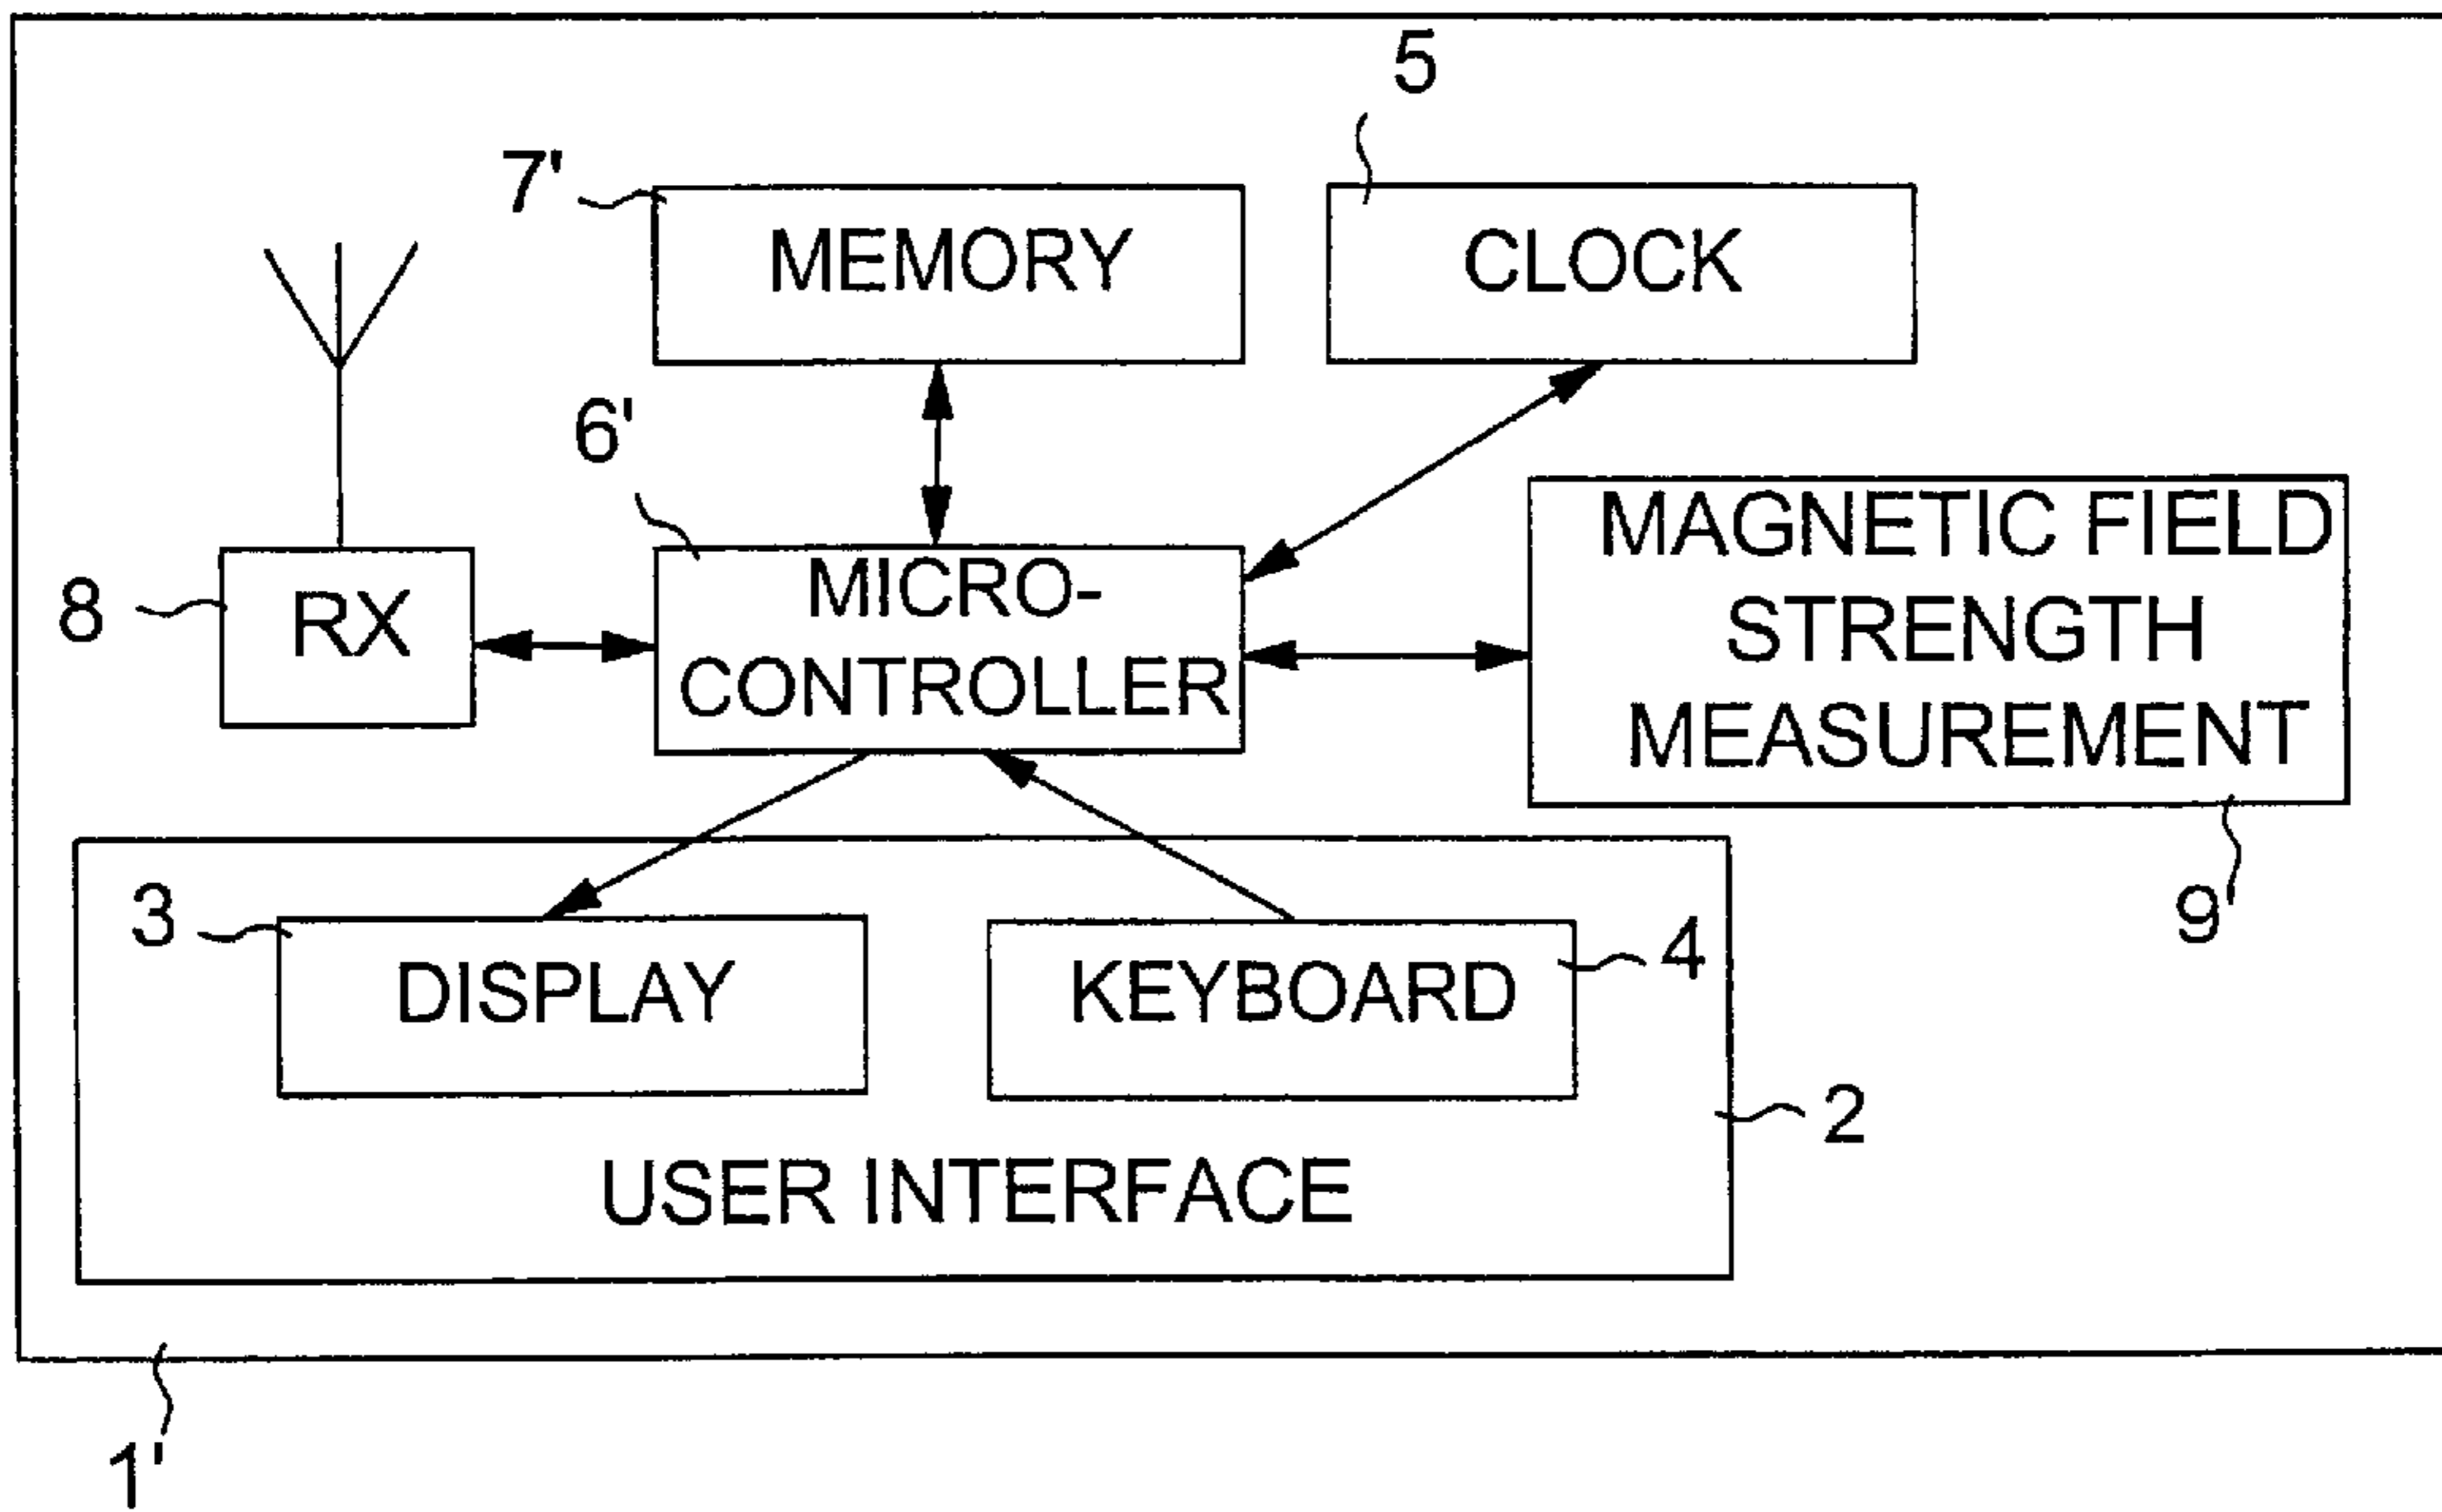 5
7'
MEMORY
CLOCK
6'
MAGNETIC FIELD
STRENGTH
MEASUREMENT
8
RX
MICRO-
CONTROLLER
3
DISPLAY
KEYBOARD
4
9'
2
USER INTERFACE
1'